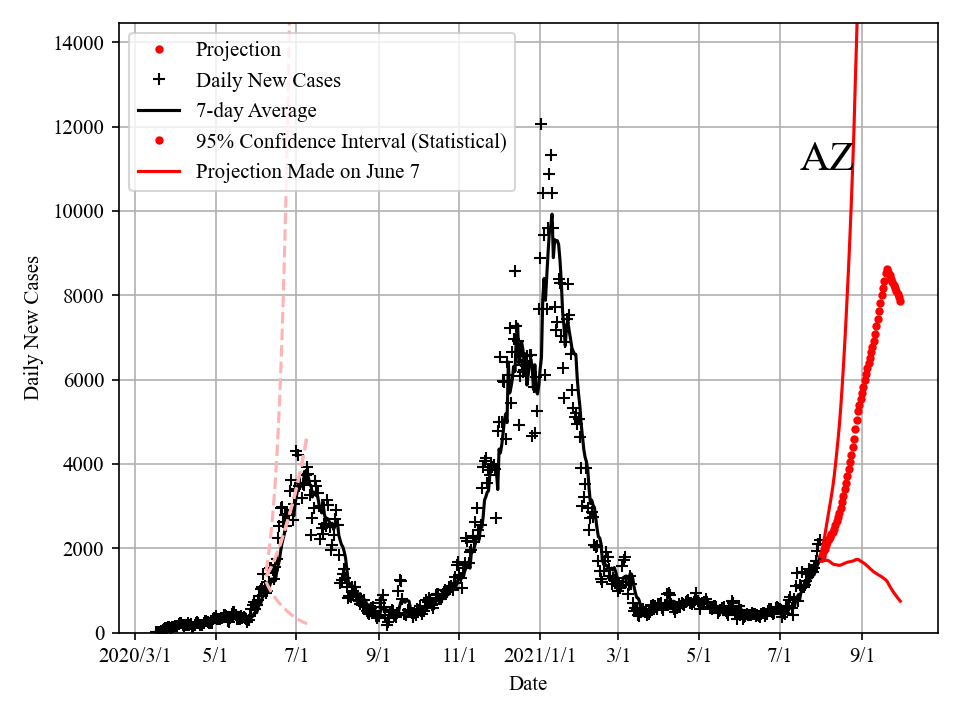 14000
12000
10000
8000
6000
4000
2000
0
Daily New Cases
Projection
Daily New Cases
7-day Average
95% Confidence Interval (Statistical)
Projection Made on June 7
AZ
2020/3/1 5/1 7/1 9/1 11/1 2021/1/1 3/1 5/1 7/1 9/1
Date